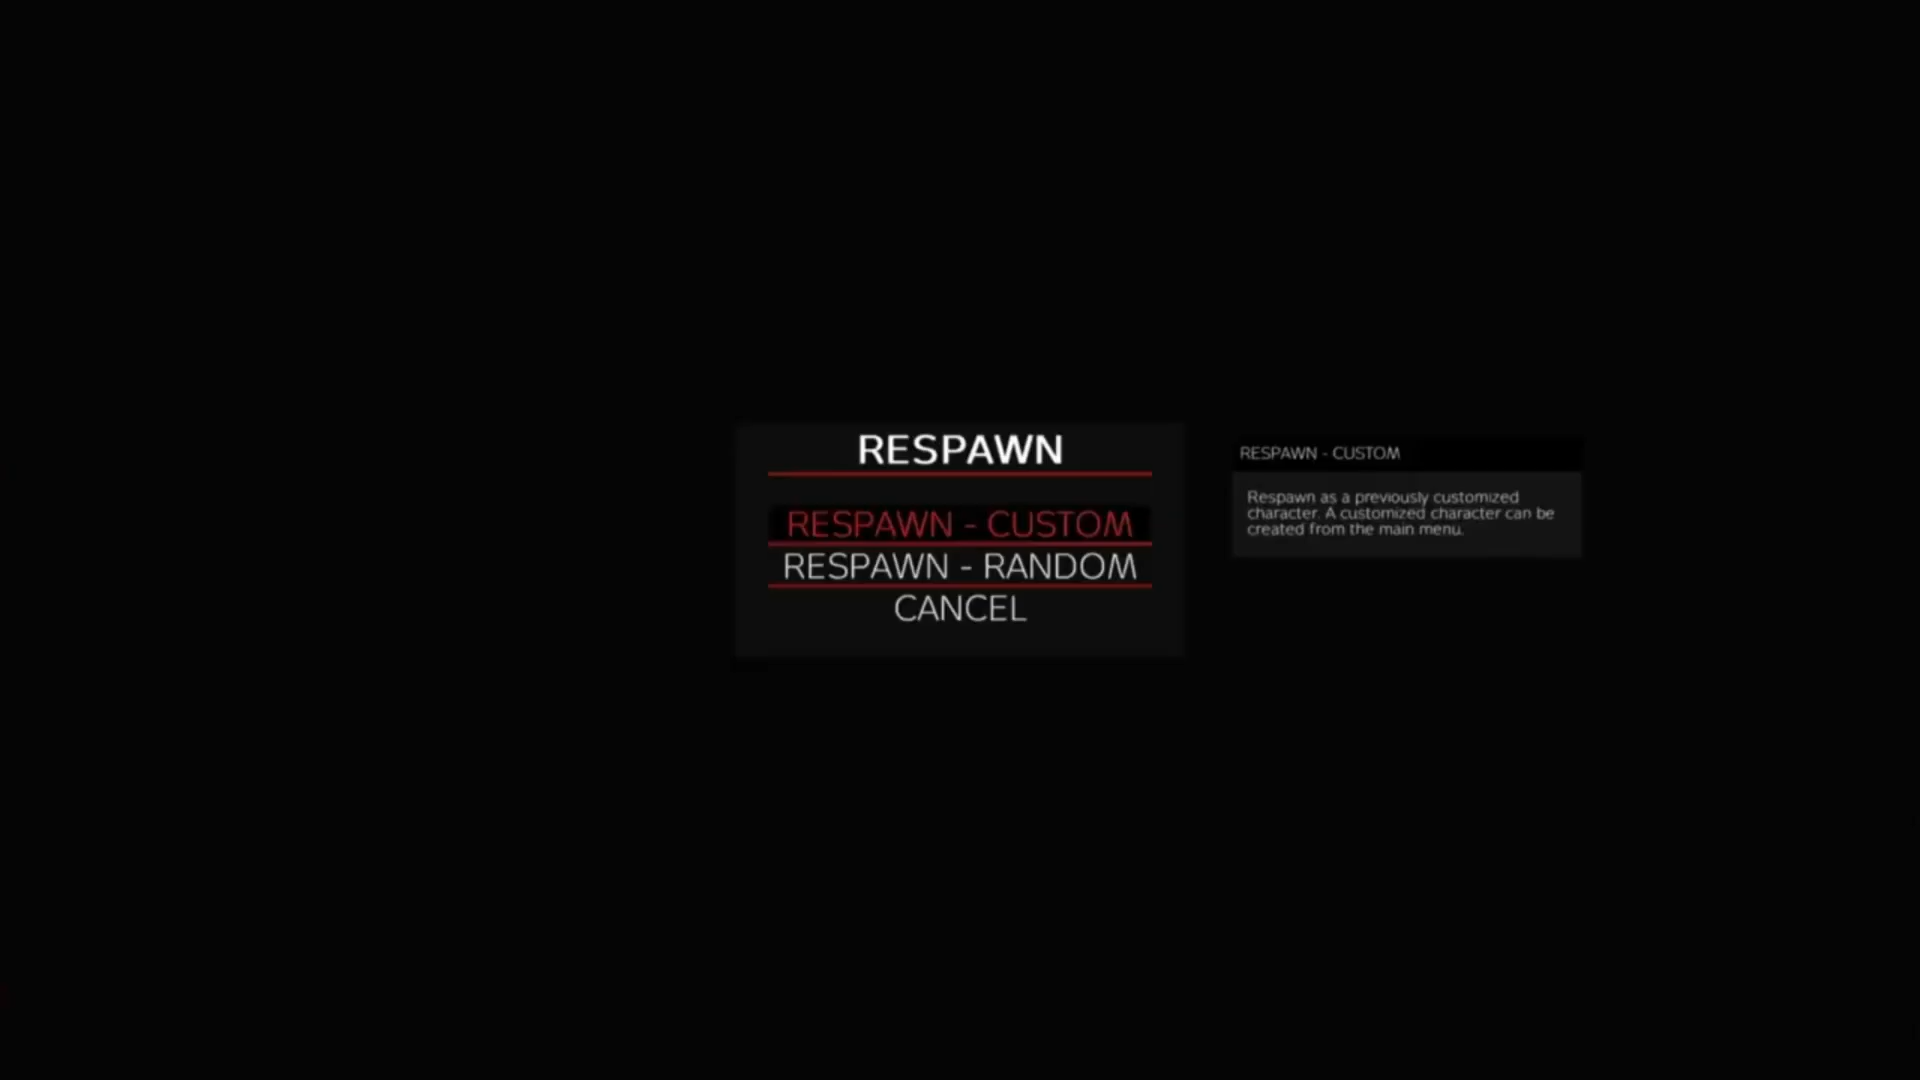 RESPAWN
RESPAWN - CUSTOM
RESPAWN - RANDOM
CANCEL
RESPAWN - CUSTOM
Respawn as a previously customized
character. A customized character can be
created from the main menu.